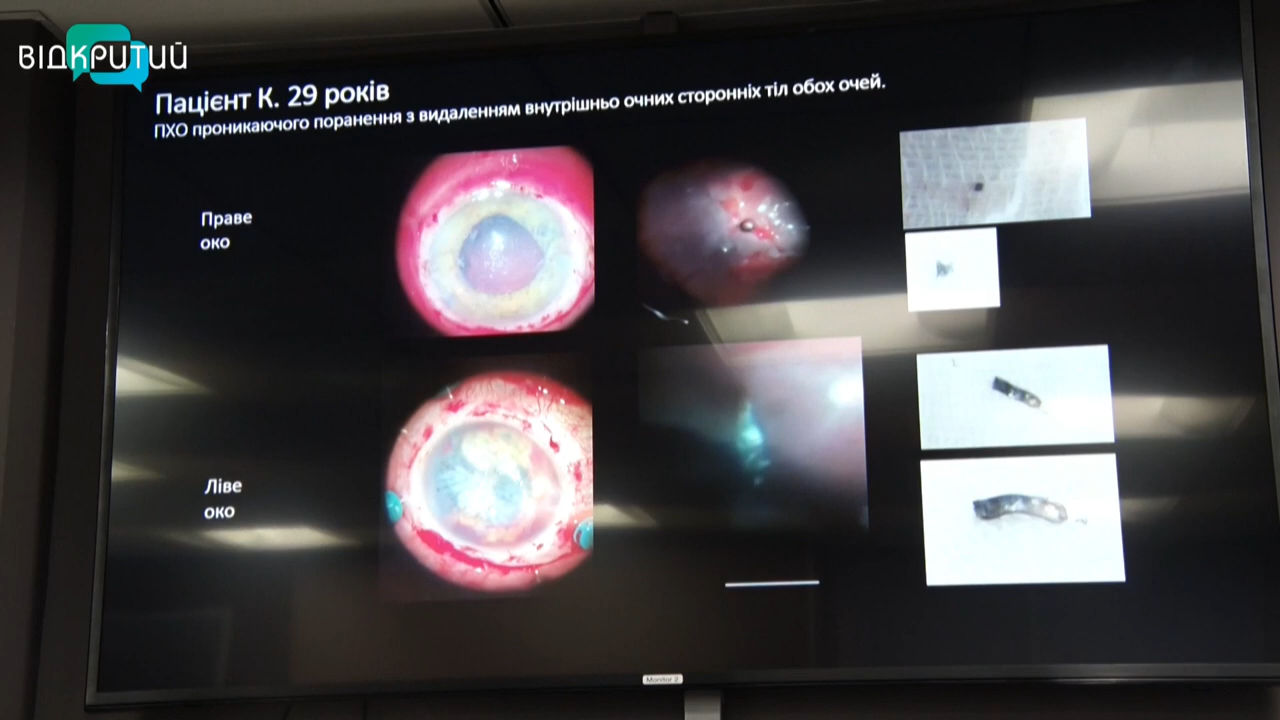 ВІДКРИТИЙ
Пацієнт К. 29 років
ПХО проникаючого поранення з видаленням внутрішньо очних сторонніх тіл обох очей.
Праве
око
Ліве
око
Monitor 2